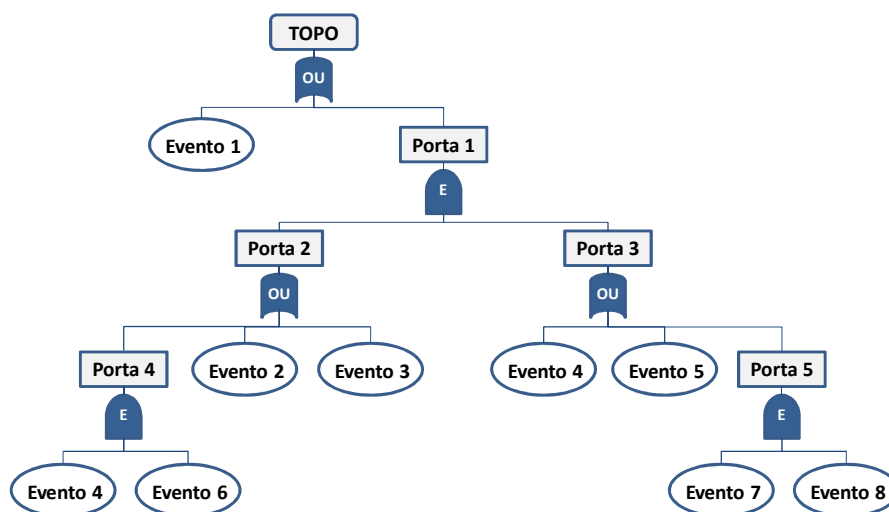 TOPO
OU
Evento 1
Porta 1
E
Porta 2
Porta 3
OU
OU
Porta 4
Evento 2
Evento 3
Evento 4
Evento 5
Porta 5
E
E
Evento 4
Evento 6
Evento 7
Evento 8